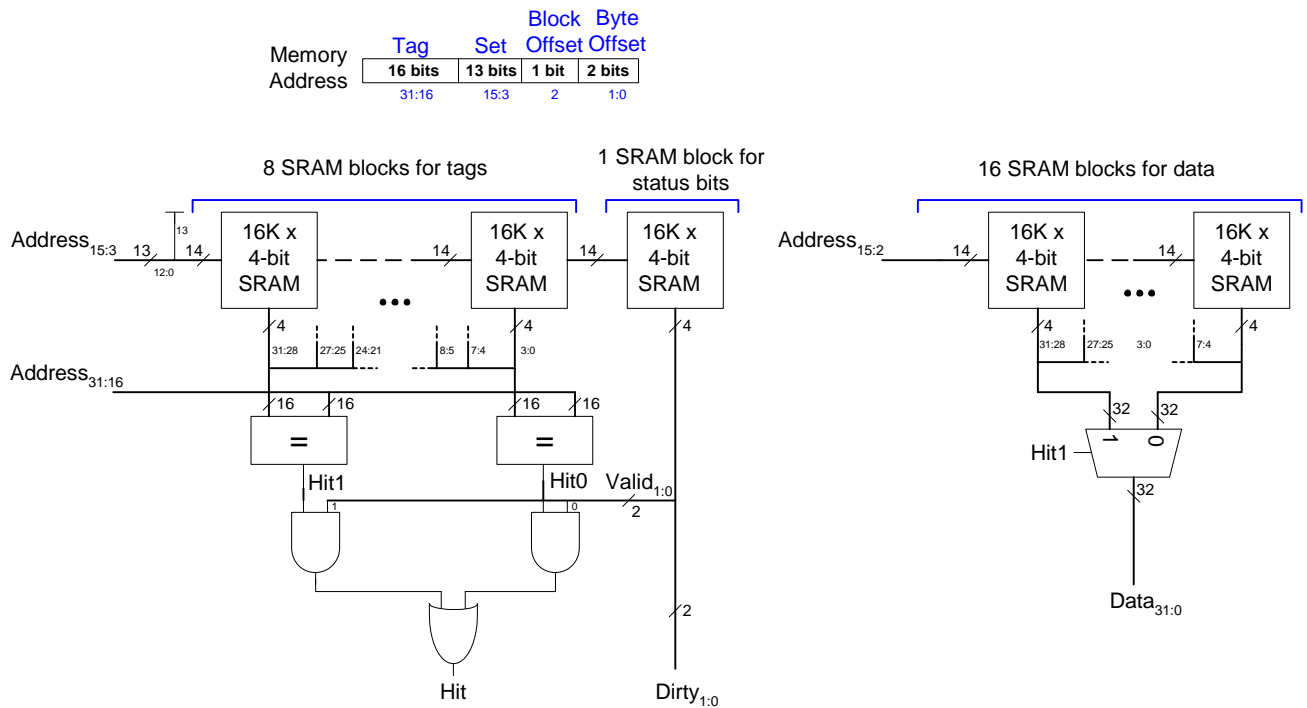 Block Byte
Tag Set Offset Offset
Memory Address
16 bits 13 bits 1 bit 2 bits
31:16 15:3 2 1:0
8 SRAM blocks for tags
1 SRAM block for
status bits
16 SRAM blocks for data
Address15:3
13
13
12:0
14
16K x
4-bit
SRAM
14
16K x
4-bit
SRAM
14
16K x
4-bit
SRAM
Address15:2
14
16K x
4-bit
SRAM
14
16K x
4-bit
SRAM
...
...
4
4
4
4
4
31:28 27:25 24:21 8:5 7:4 3:0
31:28 27:25 3:0 7:4
Address31:16
16 16 16 16
= =
Hit1
Hit0
Valid1:0
1
0
2
32 32
Hit1
1 0
32
2
Data31:0
Hit
Dirty1:0